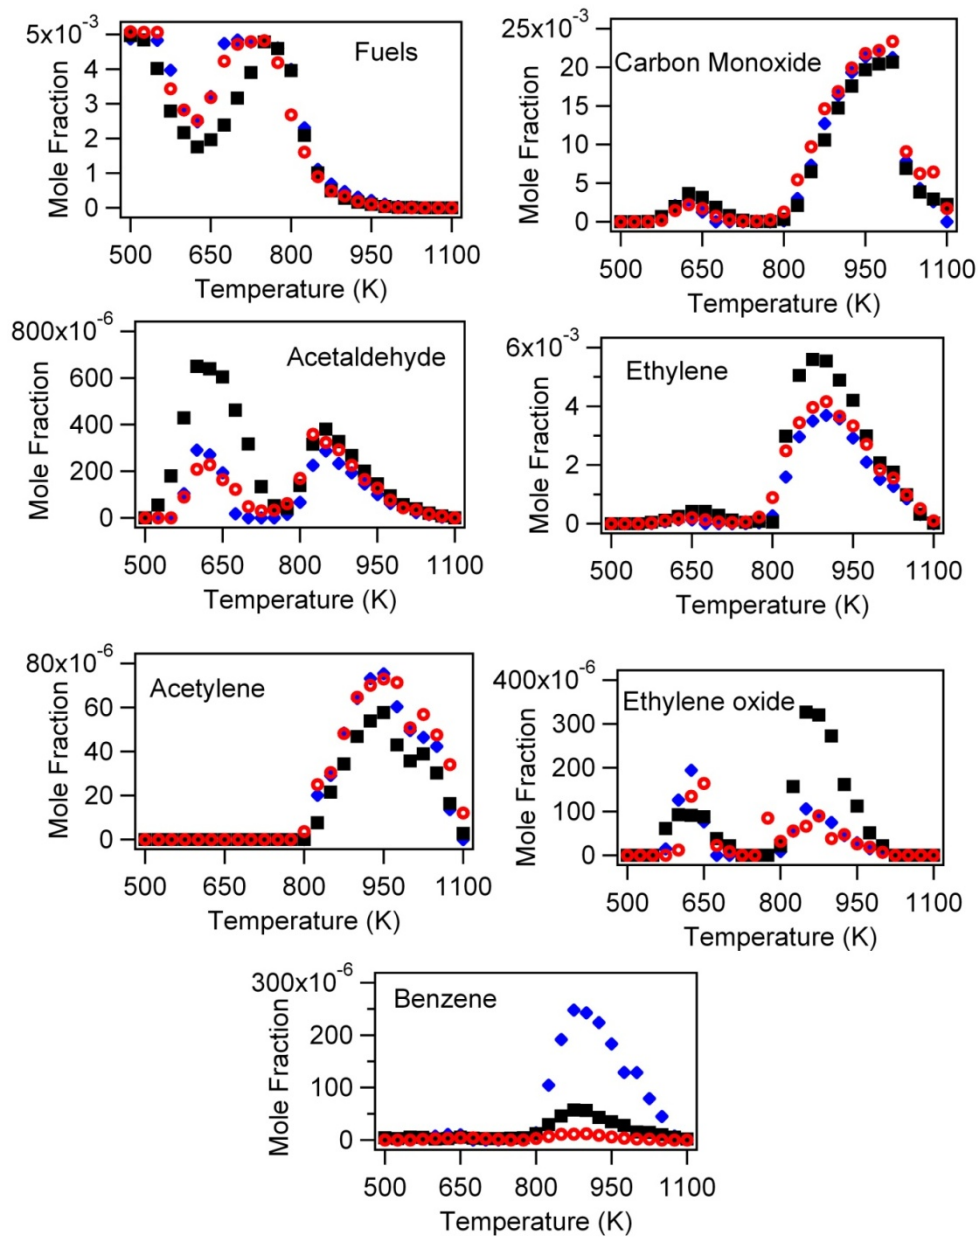 Fuels
Mole Fraction
5x10⁻³
4
3
2
1
0
500 650 800 950 1100
Temperature (K)
Carbon Monoxide
Mole Fraction
25x10⁻³
20
15
10
5
0
500 650 800 950 1100
Temperature (K)
Acetaldehyde
Mole Fraction
800x10⁻⁶
600
400
200
0
500 650 800 950 1100
Temperature (K)
Ethylene
Mole Fraction
6x10⁻³
4
2
0
500 650 800 950 1100
Temperature (K)
Acetylene
Mole Fraction
80x10⁻⁶
60
40
20
0
500 650 800 950 1100
Temperature (K)
Ethylene oxide
Mole Fraction
400x10⁻⁶
300
200
100
0
500 650 800 950 1100
Temperature (K)
Benzene
Mole Fraction
300x10⁻⁶
200
100
0
500 650 800 950 1100
Temperature (K)